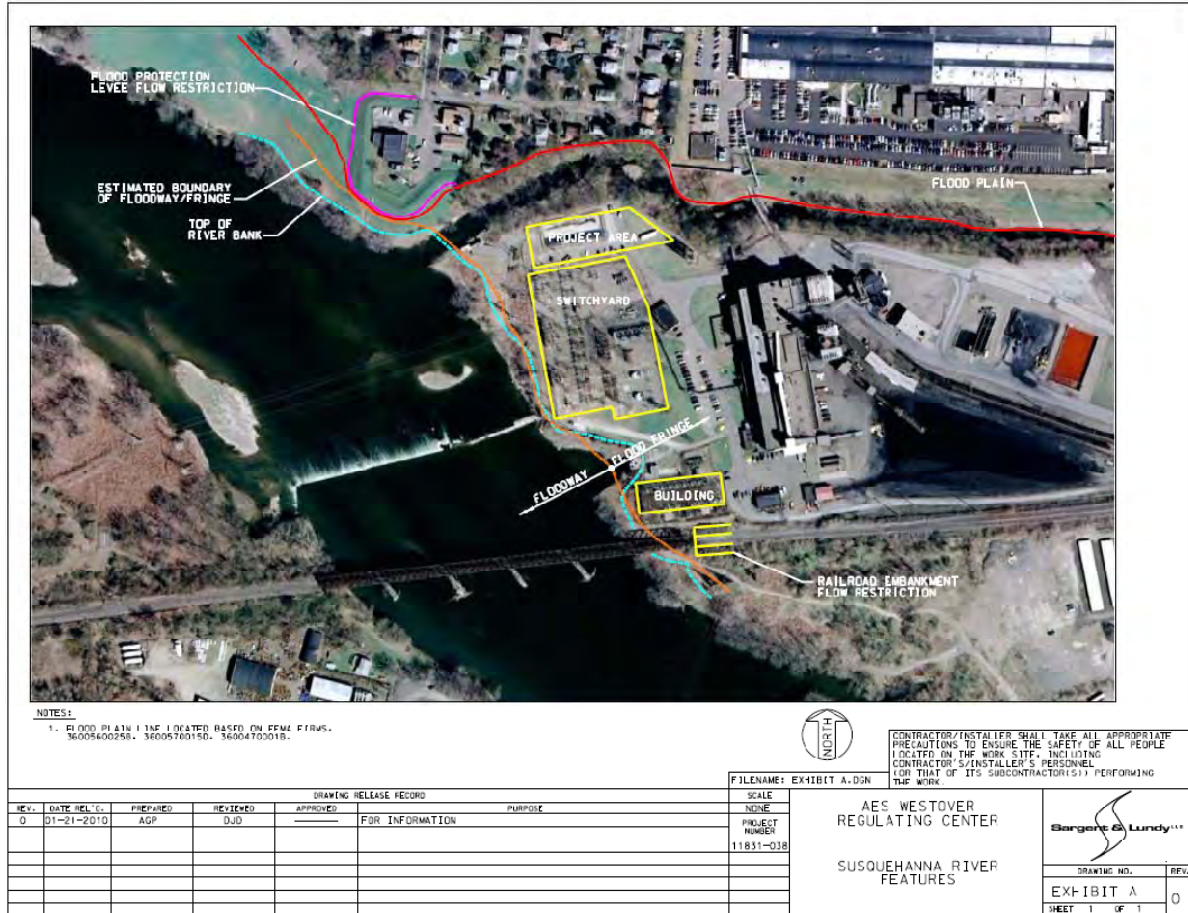 FLOOD PROTECTION
LEVEE FLOW RESTRICTION
ESTIMATED BOUNDARY
OF FLOODWAY/FRINGE
TOP OF
RIVER BANK
FLOOD PLAIN
PROJECT AREA
SWITCHYARD
FLOODWAY
FLOOD FRINGE
BUILDING
RAILROAD EMBANKMENT
FLOW RESTRICTION
NOTES:
1. FLOOD PLAIN LINE LOCATED BASED ON FEMA FIRMS.
3600560025B, 3600570015D, 3600470001B.
NORTH
CONTRACTOR/INSTALLER SHALL TAKE ALL APPROPRIATE
PRECAUTIONS TO ENSURE THE SAFETY OF ALL PEOPLE
LOCATED ON THE WORK SITE, INCLUDING
CONTRACTOR'S/INSTALLER'S PERSONNEL
(OR THAT OF ITS SUBCONTRACTOR(S)) PERFORMING
THE WORK.
FILENAME: EXHIBIT A.DGN
DRAWING RELEASE RECORD
REV. DATE REL'D. PREPARED REVIEWED APPROVED PURPOSE
0 01-21-2010 AGP DJD FOR INFORMATION
SCALE
NONE
PROJECT
NUMBER
11831-038
AES WESTOVER
REGULATING CENTER
SUSQUEHANNA RIVER
FEATURES
Sargent & Lundy LLC
DRAWING NO. REV.
EXHIBIT A 0
SHEET 1 OF 1